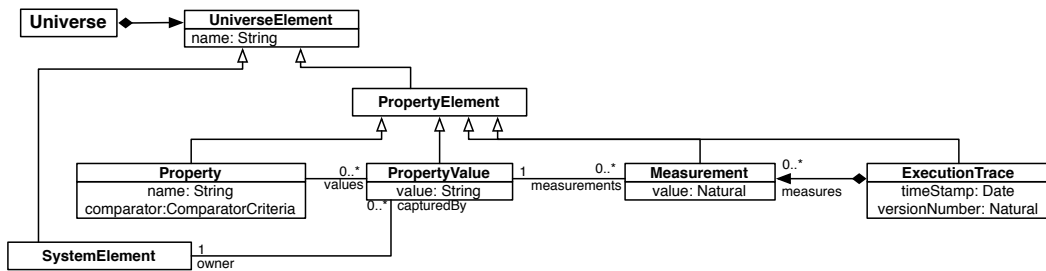 Universe
UniverseElement
name: String
PropertyElement
Property
name: String
comparator:ComparatorCriteria
0..*
values
PropertyValue
value: String
0..*
capturedBy
1
measurements
0..*
Measurement
value: Natural
0..*
measures
ExecutionTrace
timeStamp: Date
versionNumber: Natural
SystemElement
1
owner